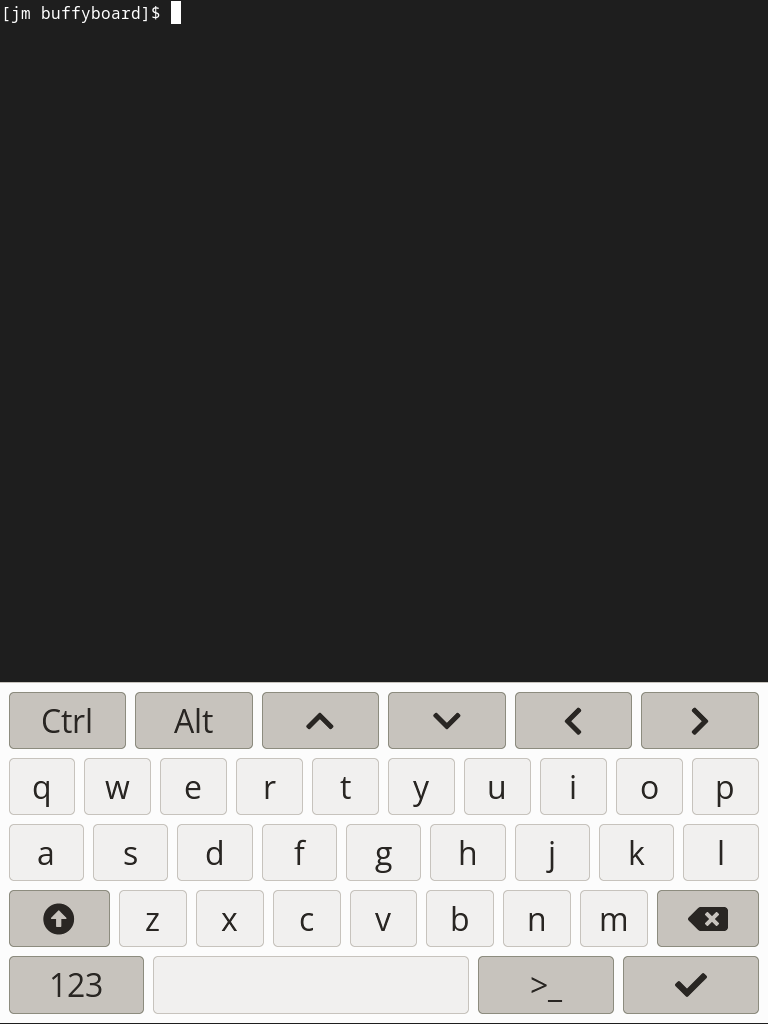 [jm buffyboard]$
Ctrl Alt
q w e r t y u i o p
a s d f g h j k l
z x c v b n m
123 >_